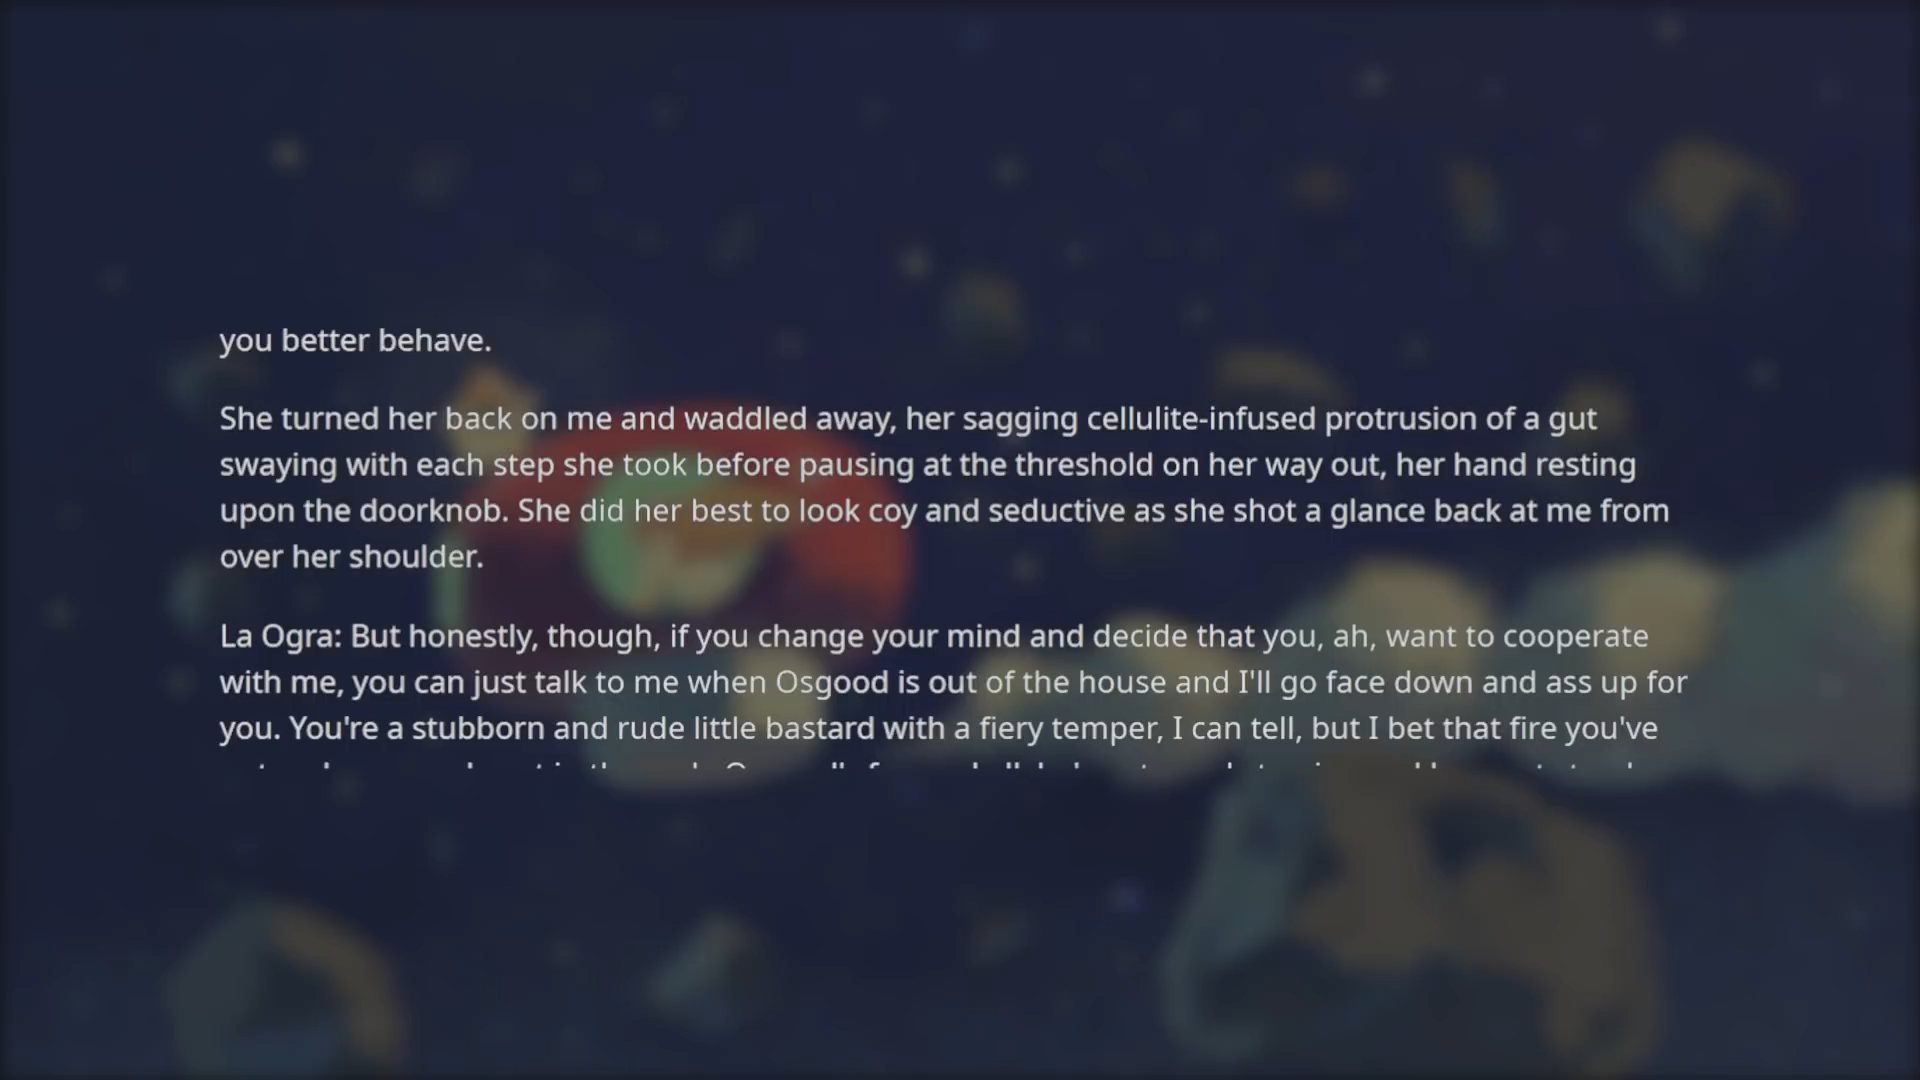 you better behave.
She turned her back on me and waddled away, her sagging cellulite-infused protrusion of a gut
swaying with each step she took before pausing at the threshold on her way out, her hand resting
upon the doorknob. She did her best to look coy and seductive as she shot a glance back at me from
over her shoulder.
La Ogra: But honestly, though, if you change your mind and decide that you, ah, want to cooperate
with me, you can just talk to me when Osgood is out of the house and I'll go face down and ass up for
you. You're a stubborn and rude little bastard with a fiery temper, I can tell, but I bet that fire you've